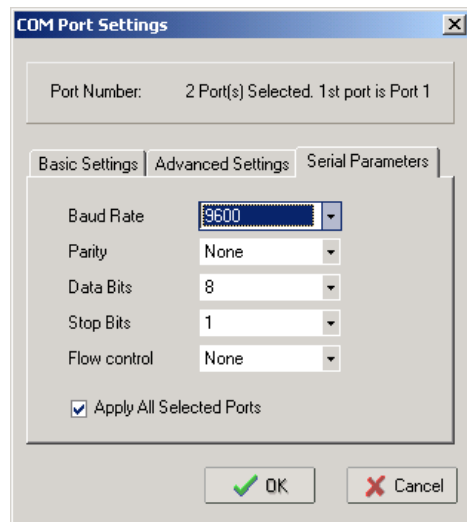 COM Port Settings
Port Number: 2 Port(s) Selected. 1st port is Port 1
Basic Settings Advanced Settings Serial Parameters
Baud Rate 9600
Parity None
Data Bits 8
Stop Bits 1
Flow control None
Apply All Selected Ports
OK Cancel